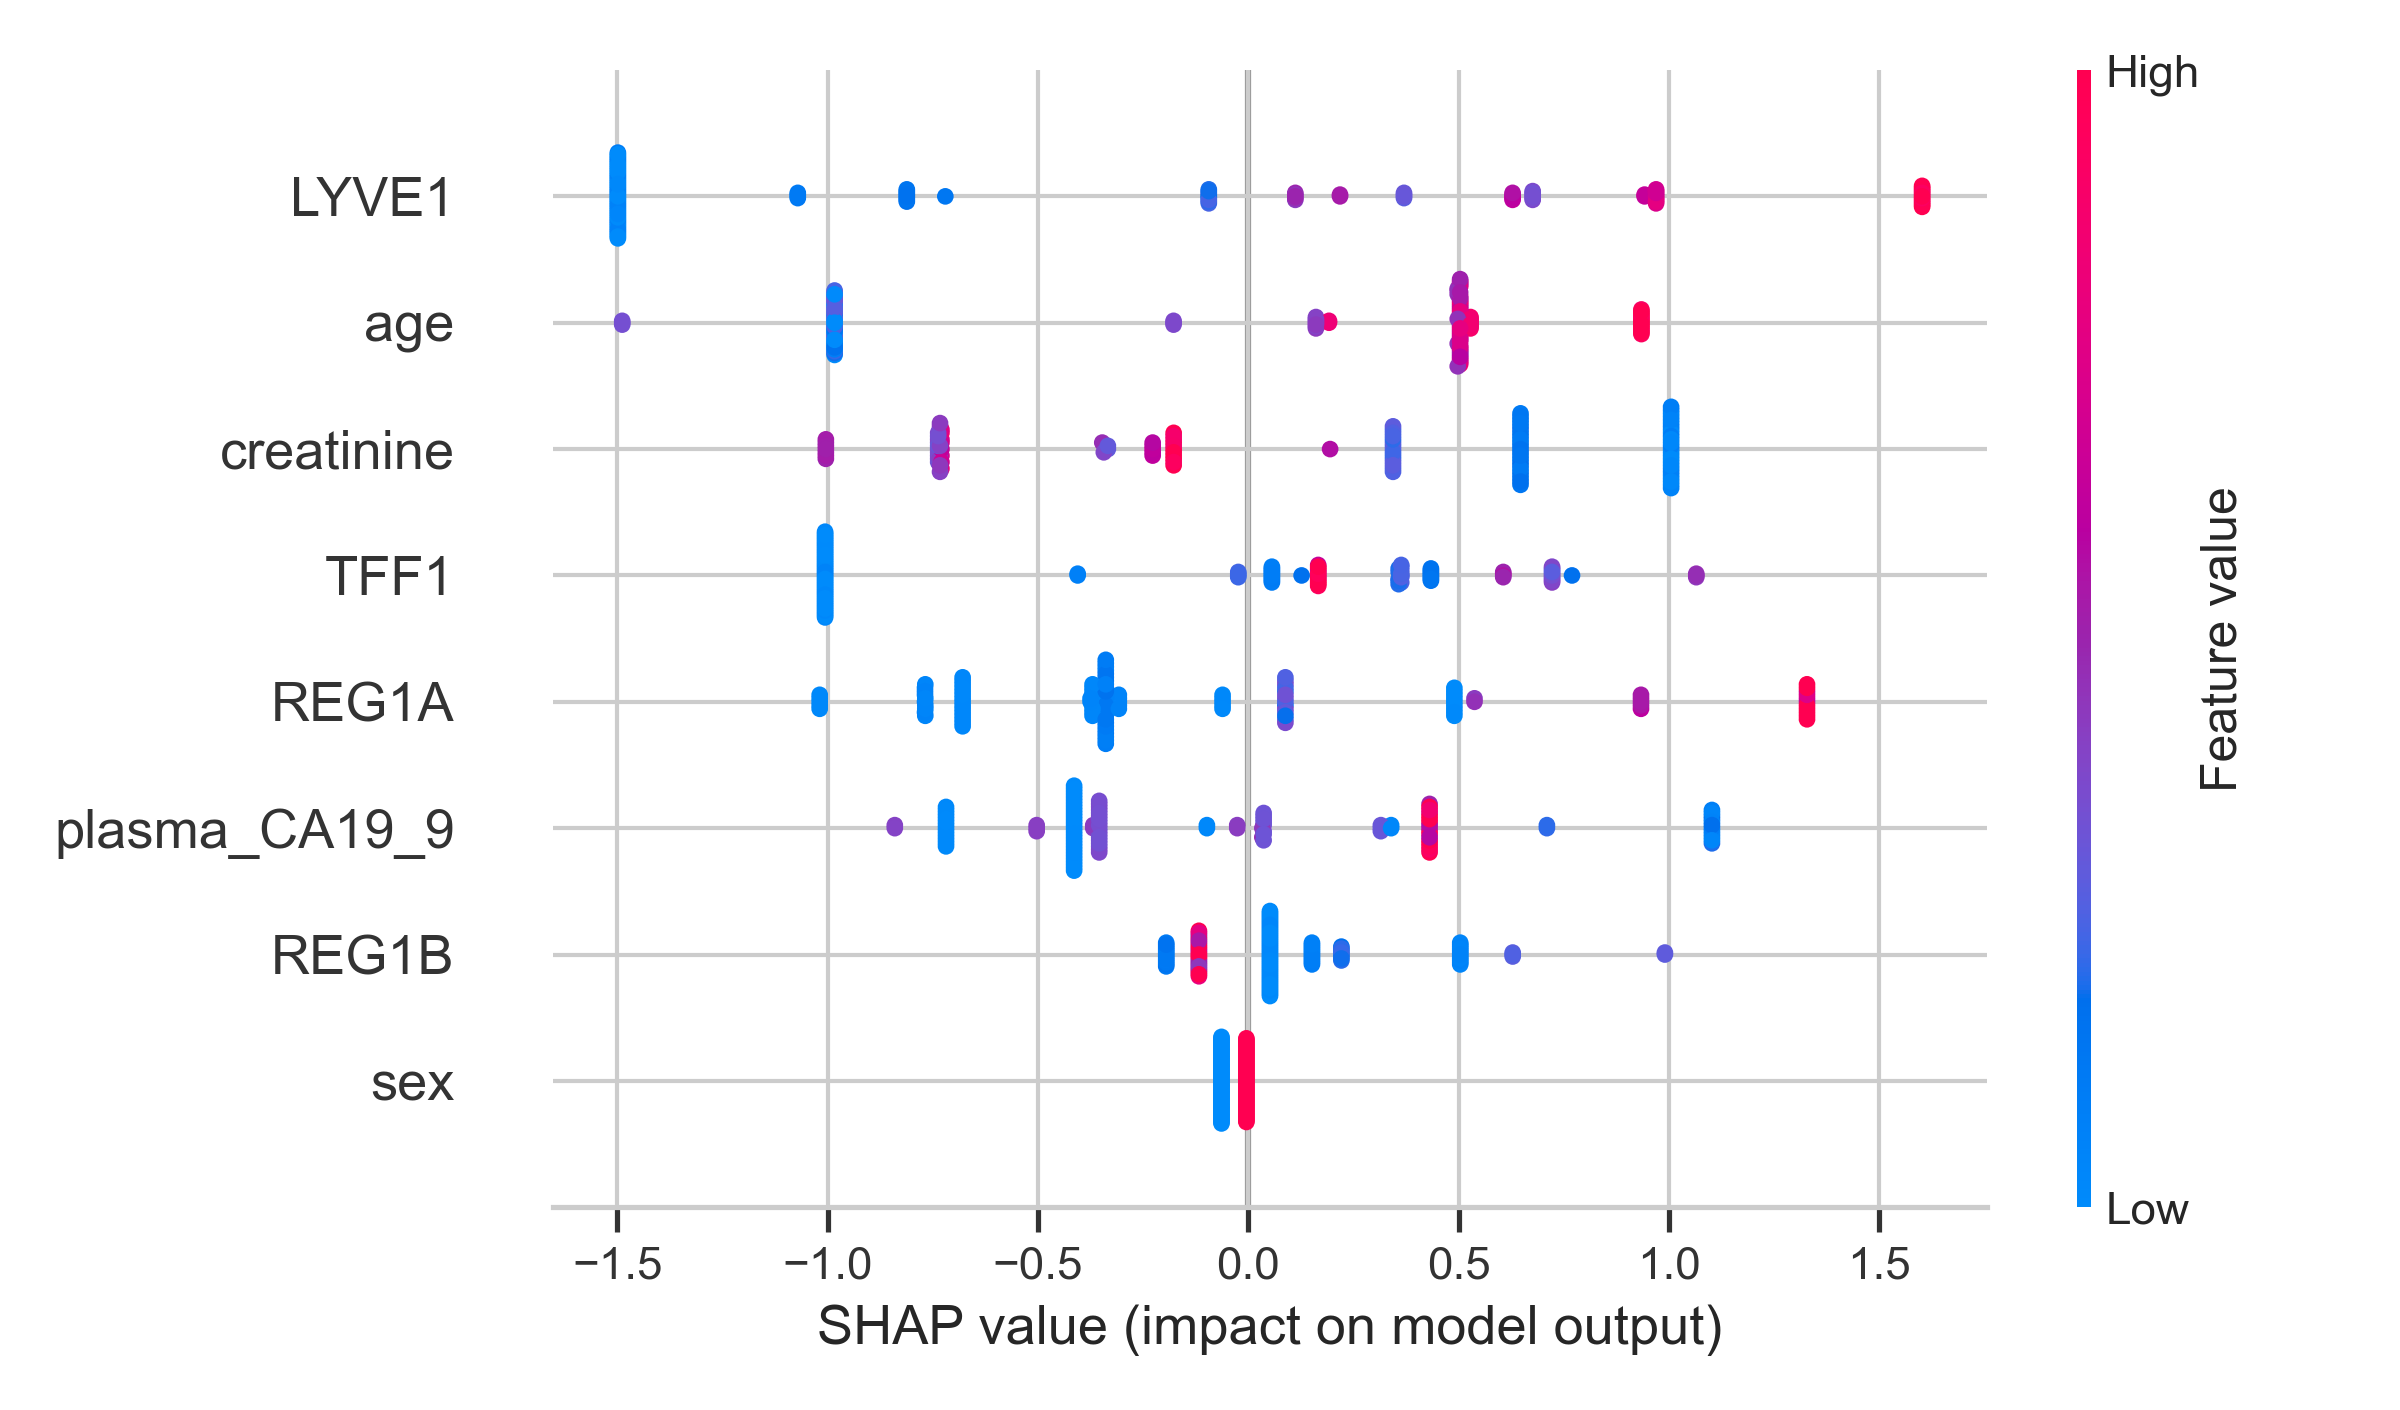 High
LYVE1
age
creatinine
TFF1
REG1A
plasma_CA19_9
REG1B
sex
Low
Feature value
−1.5 −1.0 −0.5 0.0 0.5 1.0 1.5
SHAP value (impact on model output)